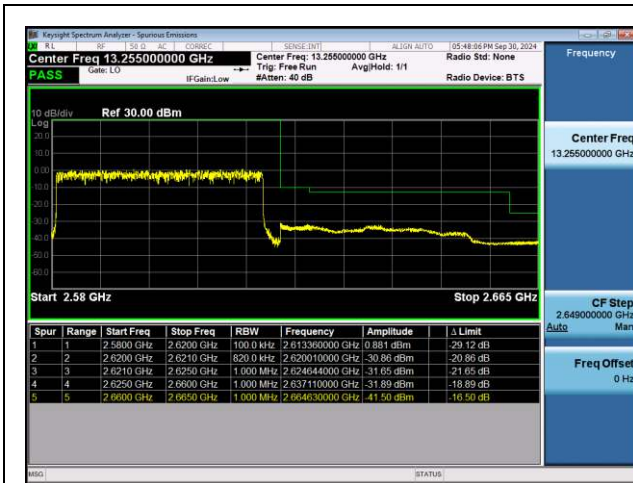 Keysight Spectrum Analyzer - Spurious Emissions
RL RF 50 Ω AC CORREC SENSE:INT ALIGN AUTO 05:48:06 PM Sep 30, 2024
Center Freq 13.255000000 GHz Center Freq: 13.255000000 GHz Radio Std: None
PASS Gate: LO Trig: Free Run Avg|Hold: 1/1
IFGain:Low #Atten: 40 dB Radio Device: BTS
10 dB/div Ref 30.00 dBm
Log
20.0
10.0
0.00
-10.0
-20.0
-30.0
-40.0
-50.0
-60.0
Start 2.58 GHz Stop 2.665 GHz
Spur Range Start Freq Stop Freq RBW Frequency Amplitude Δ Limit
1 1 2.5800 GHz 2.6200 GHz 100.0 kHz 2.613360000 GHz 0.881 dBm -29.12 dB
2 2 2.6200 GHz 2.6210 GHz 820.0 kHz 2.620010000 GHz -30.86 dBm -20.86 dB
3 3 2.6210 GHz 2.6250 GHz 1.000 MHz 2.624644000 GHz -31.65 dBm -21.65 dB
4 4 2.6250 GHz 2.6600 GHz 1.000 MHz 2.637110000 GHz -31.89 dBm -18.89 dB
5 5 2.6600 GHz 2.6650 GHz 1.000 MHz 2.664630000 GHz -41.50 dBm -16.50 dB
MSG STATUS
Frequency
Center Freq
13.255000000 GHz
CF Step
2.649000000 GHz
Auto Man
Freq Offset
0 Hz